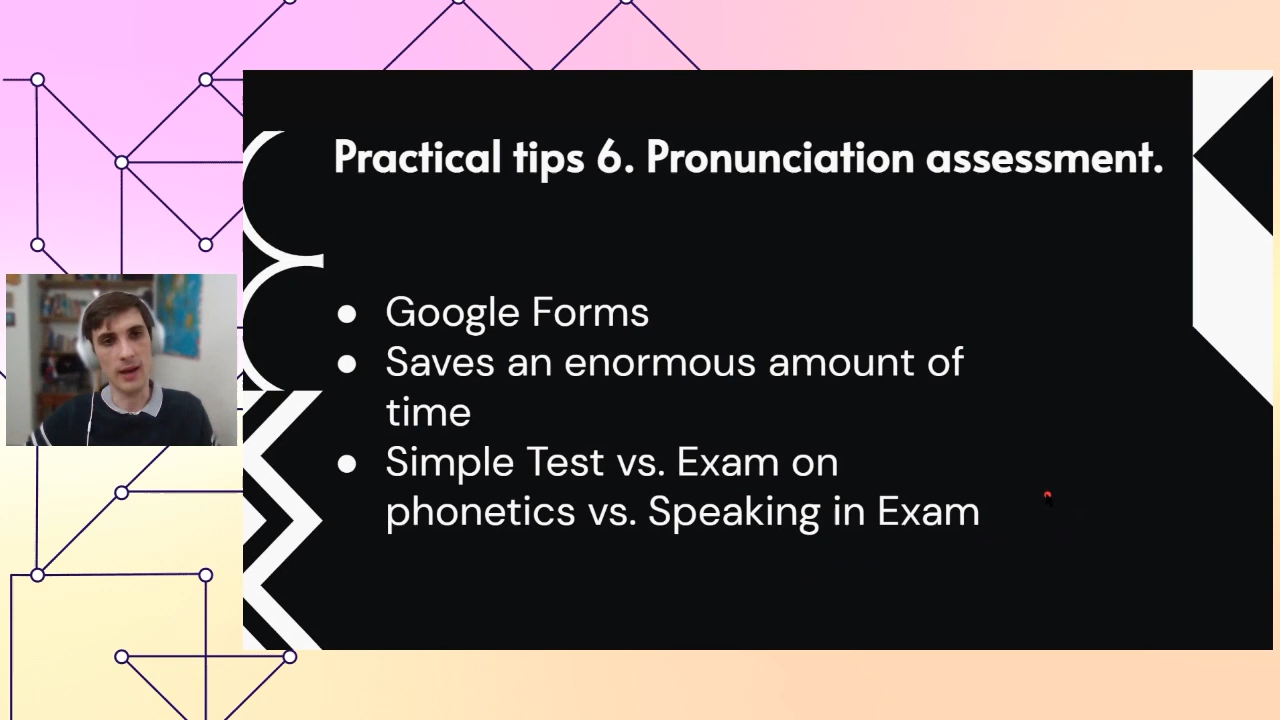 Practical tips 6. Pronunciation assessment.
● Google Forms
● Saves an enormous amount of
time
● Simple Test vs. Exam on
phonetics vs. Speaking in Exam